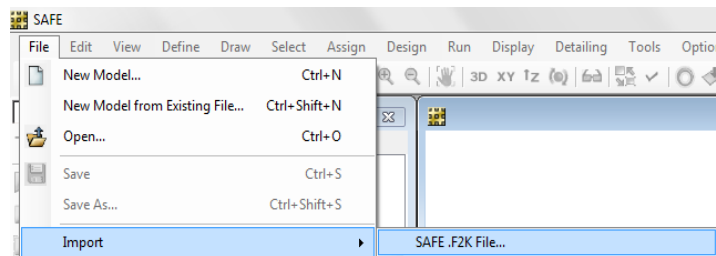 SAFE
File Edit View Define Draw Select Assign Design Run Display Detailing Tools Optio
New Model... Ctrl+N
3D XY
New Model from Existing File... Ctrl+Shift+N
Open... Ctrl+O
Save Ctrl+S
Save As... Ctrl+Shift+S
Import SAFE .F2K File...